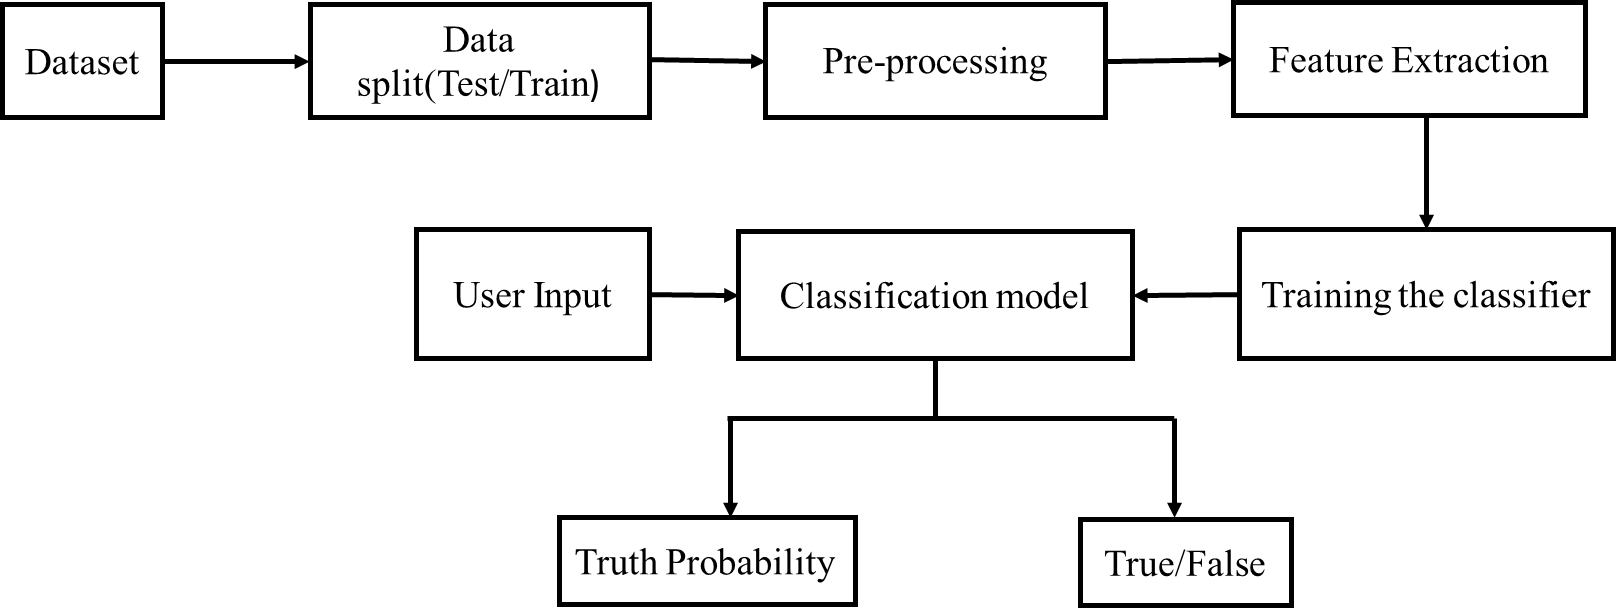 Dataset
Data
split(Test/Train)
Pre-processing
Feature Extraction
User Input
Classification model
Training the classifier
Truth Probability
True/False